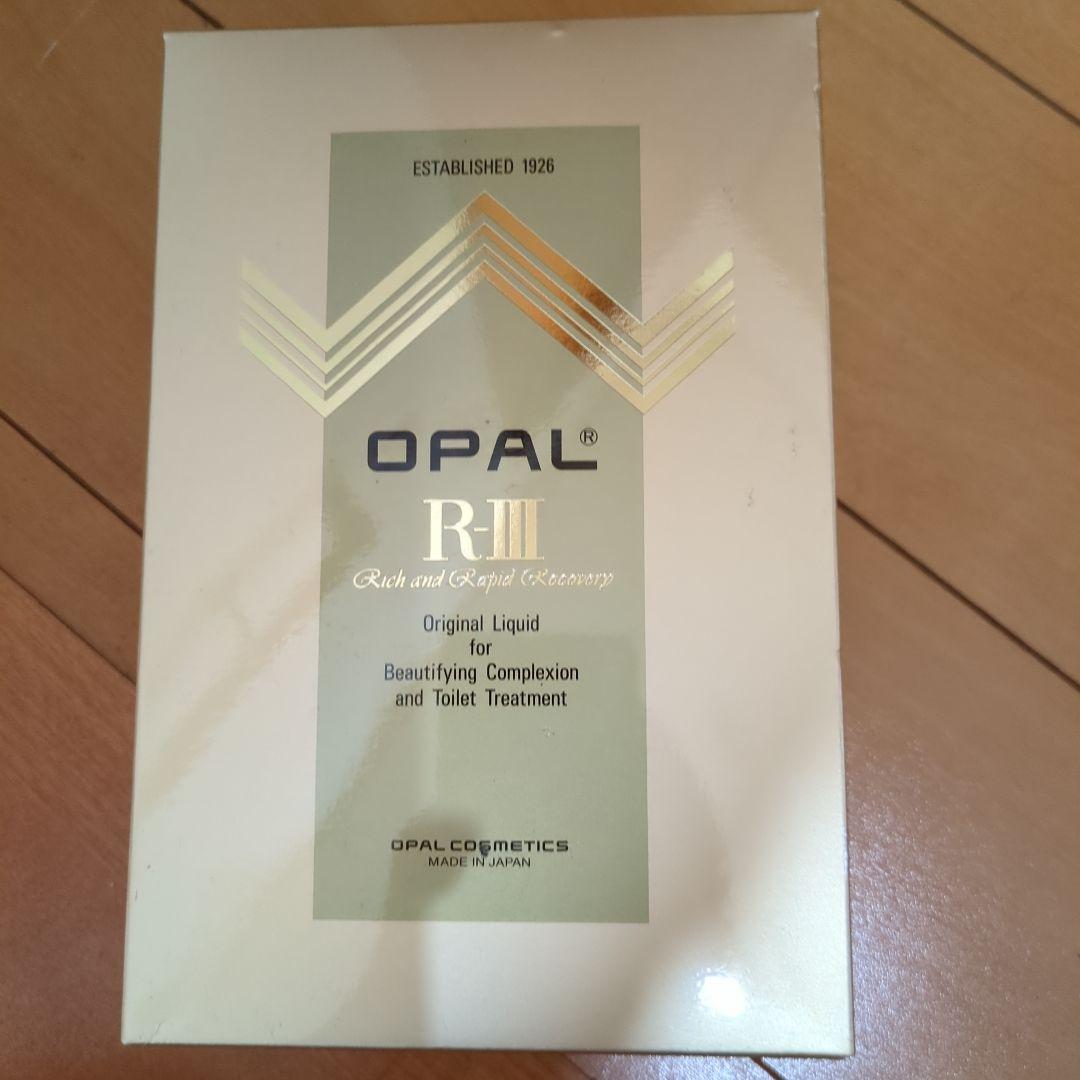 ESTABLISHED 1926
OPAL®
R-III
Rich and Rapid Recovery
Original Liquid
for
Beautifying Complexion
and Toilet Treatment
OPAL COSMETICS
MADE IN JAPAN